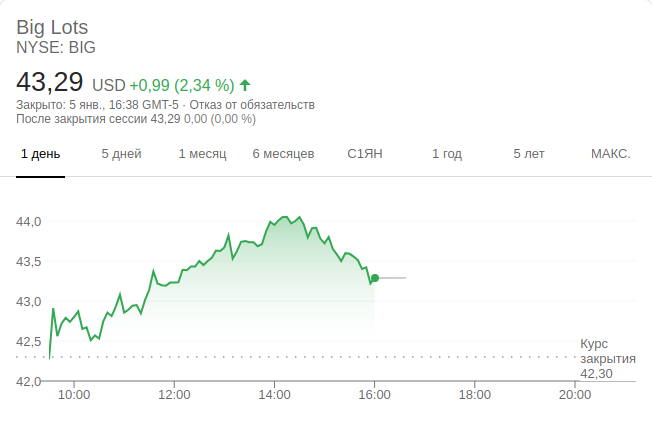 Big Lots
NYSE: BIG
43,29 USD +0,99 (2,34 %)
Закрыто: 5 янв., 16:38 GMT-5 · Отказ от обязательств
После закрытия сессии 43,29 0,00 (0,00 %)
1 день 5 дней 1 месяц 6 месяцев С1ЯН 1 год 5 лет МАКС.
44,0
43,5
43,0
42,5
Курс
закрытия
42,30
42,0
10:00 12:00 14:00 16:00 18:00 20:00